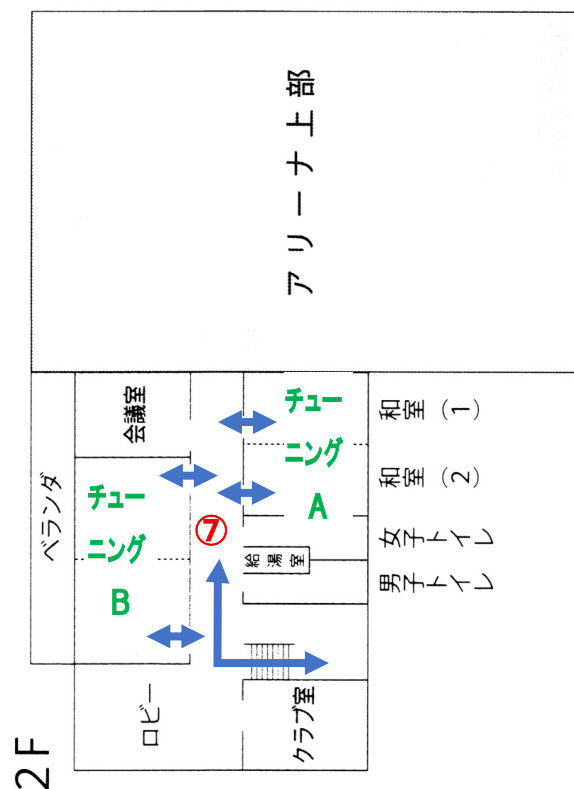 2F
アリーナ上部
ベランダ
会議室
チュー
ニング
B
チュー
ニング
A
⑦
和室（1）
和室（2）
女子トイレ
男子トイレ
給湯室
ロビー
クラブ室